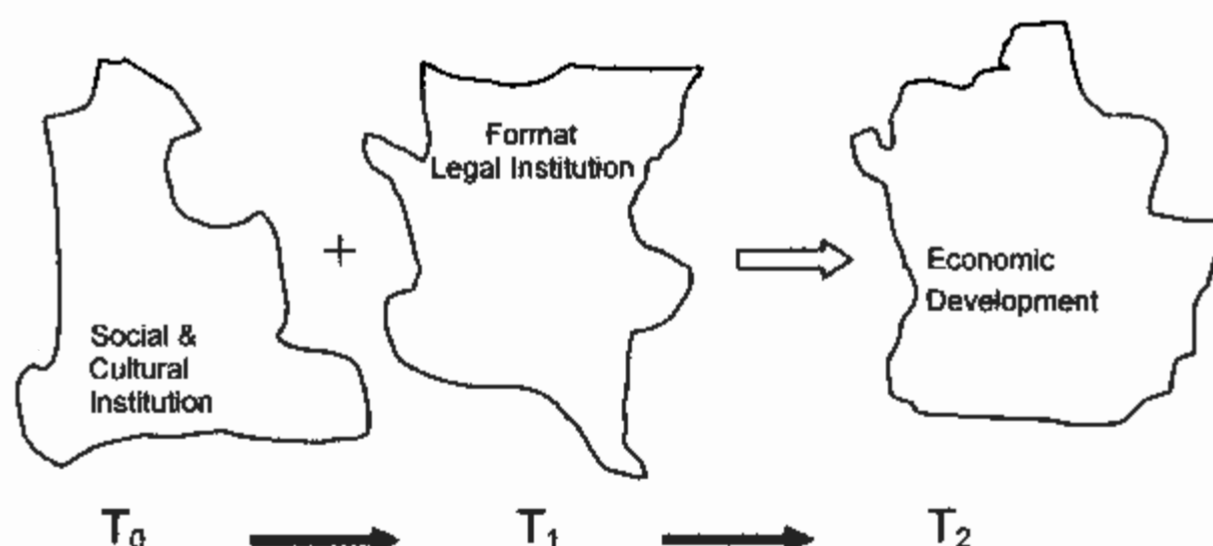 Format
Legal Institution
+
Economic
Development
Social &
Cultural
Institution
T₀
T₁
T₂